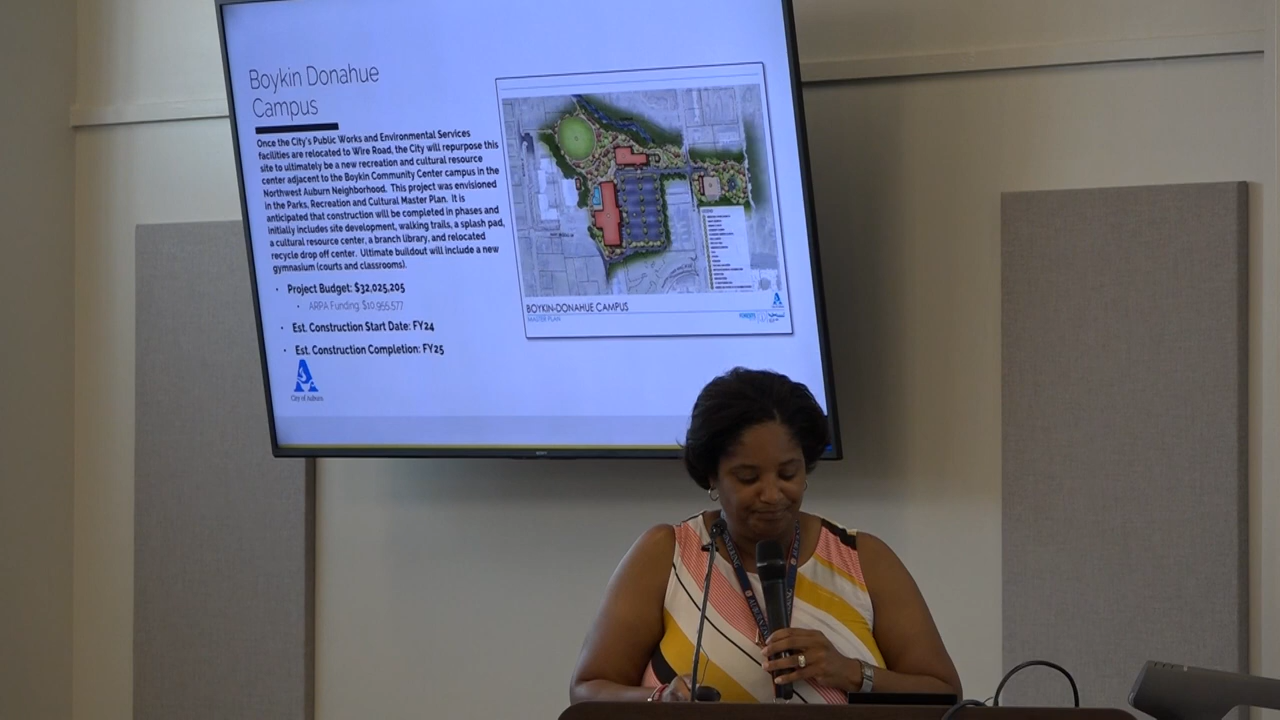 Boykin Donahue
Campus
Once the City's Public Works and Environmental Services
facilities are relocated to Wire Road, the City will repurpose this
site to ultimately be a new recreation and cultural resource
center adjacent to the Boykin Community Center campus in the
Northwest Auburn Neighborhood. This project was envisioned
in the Parks, Recreation and Cultural Master Plan. It is
anticipated that construction will be completed in phases and
initially includes site development, walking trails, a splash pad,
a cultural resource center, a branch library, and relocated
recycle drop off center. Ultimate buildout will include a new
gymnasium (courts and classrooms).
• Project Budget: $32,025,205
• ARPA Funding: $10,955,577
• Est. Construction Start Date: FY24
• Est. Construction Completion: FY25
City of Auburn
BOYKIN-DONAHUE CAMPUS
MASTER PLAN